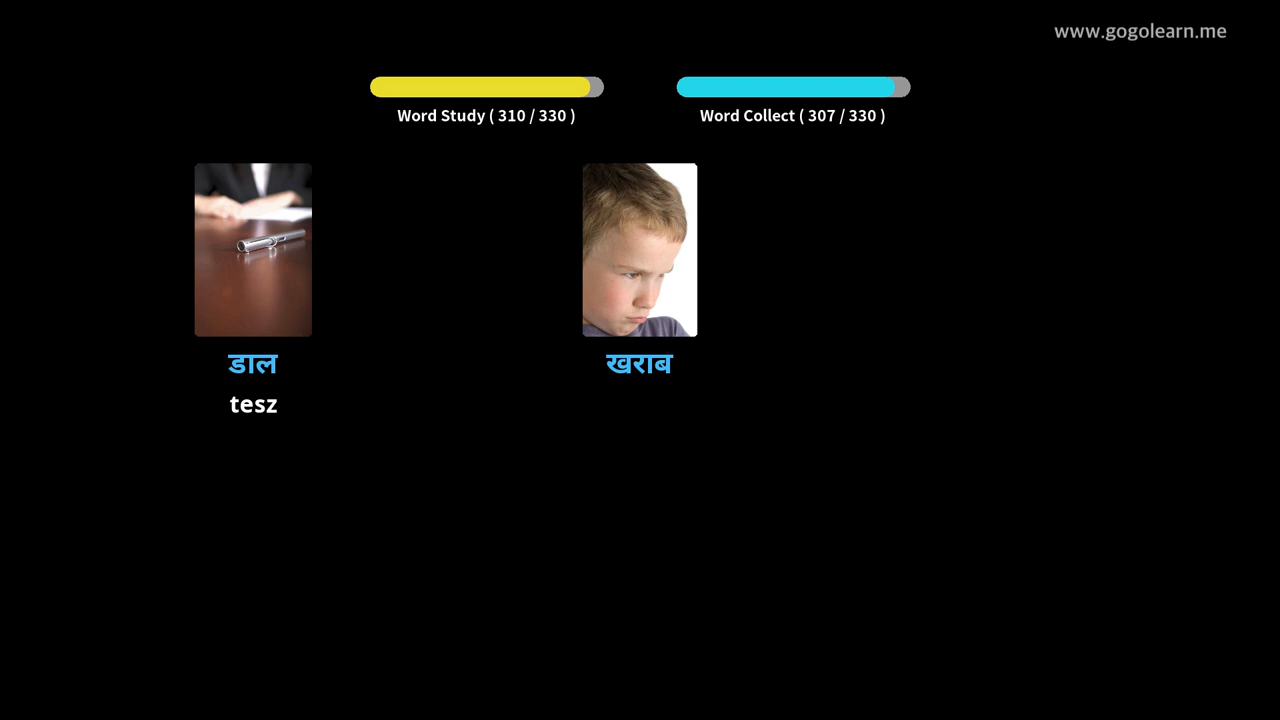 www.gogolearn.me
Word Study ( 310 / 330 )
Word Collect ( 307 / 330 )
डाल
खराब
tesz